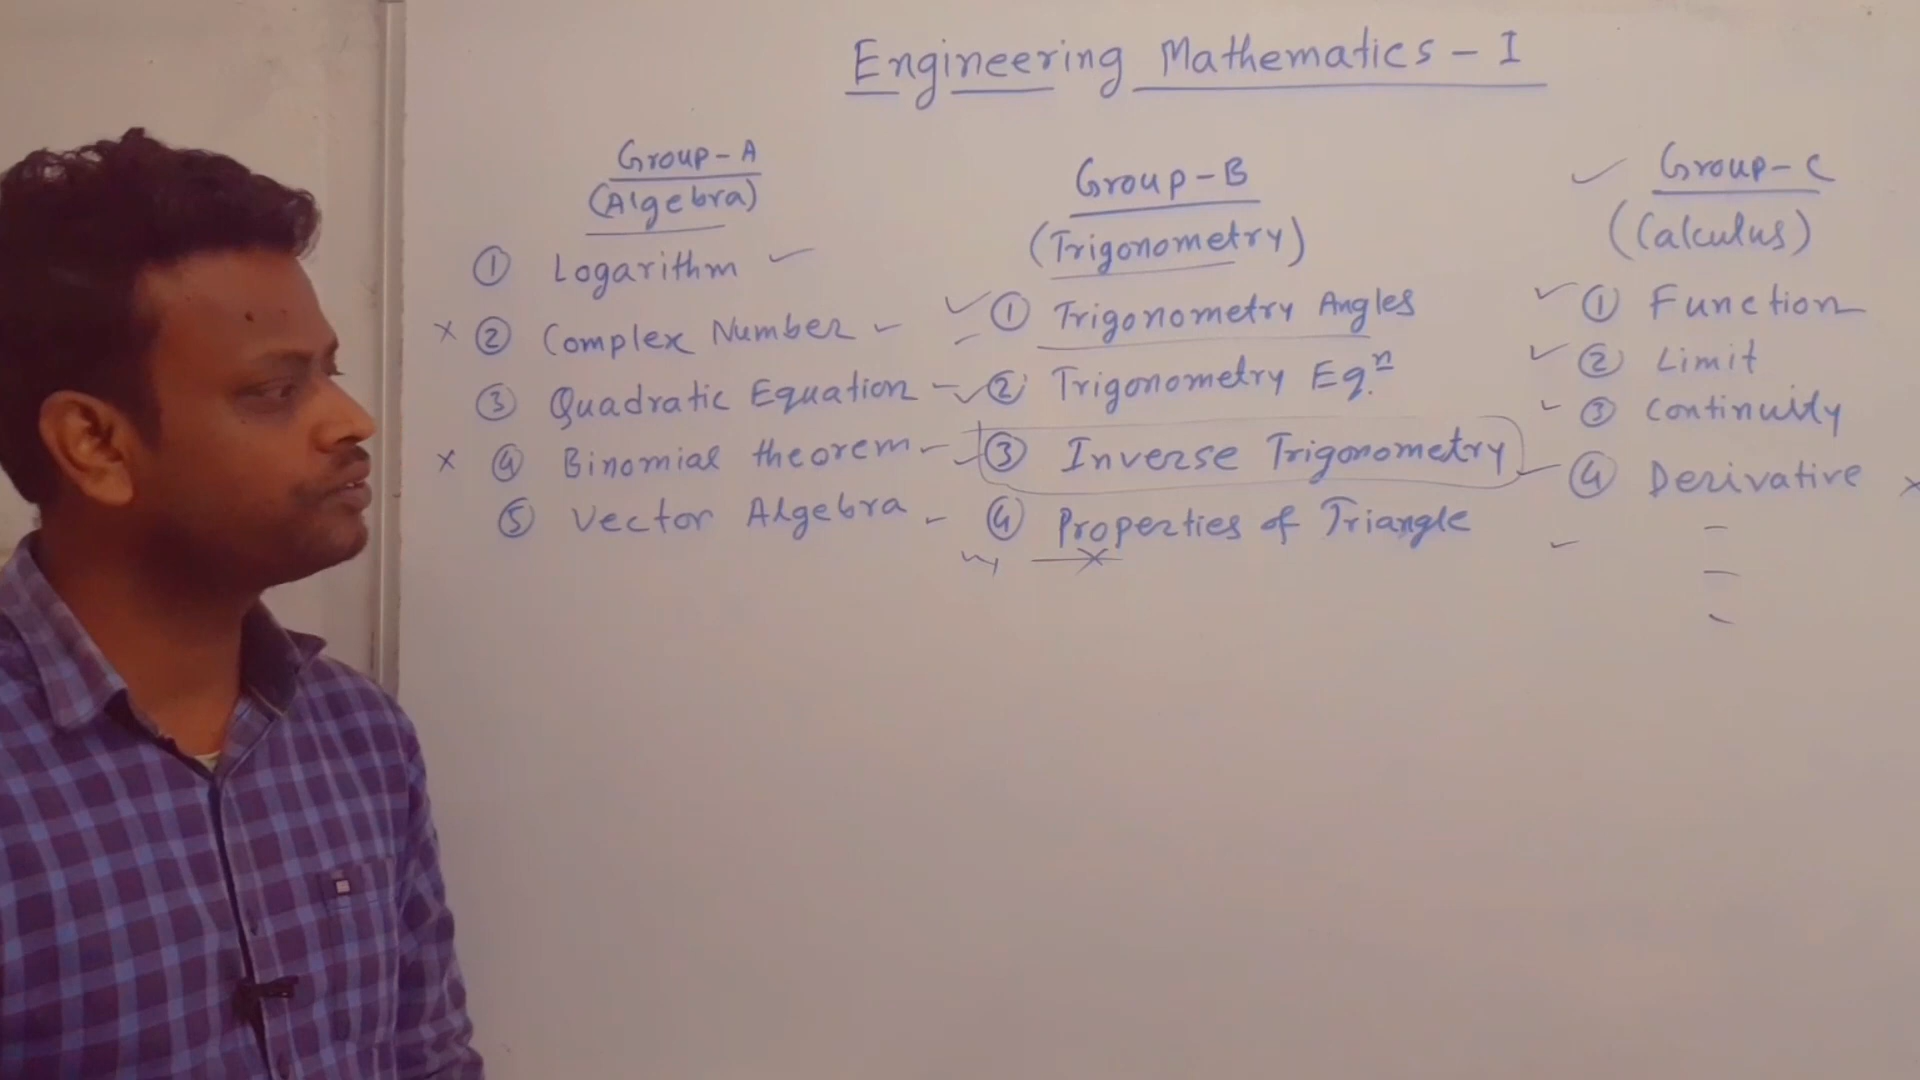 Engineering Mathematics - I
Group-A
(Algebra)
① Logarithm ✓
× ② Complex Number ✓
③ Quadratic Equation
× ④ Binomial theorem
⑤ Vector Algebra
Group-B
(Trigonometry)
✓ ① Trigonometry Angles
✓ ② Trigonometry Eqⁿ.
③ Inverse Trigonometry
④ Properties of Triangle
×
✓ Group-C
(Calculus)
✓ ① Function
✓ ② Limit
✓ ③ Continuity
④ Derivative ×